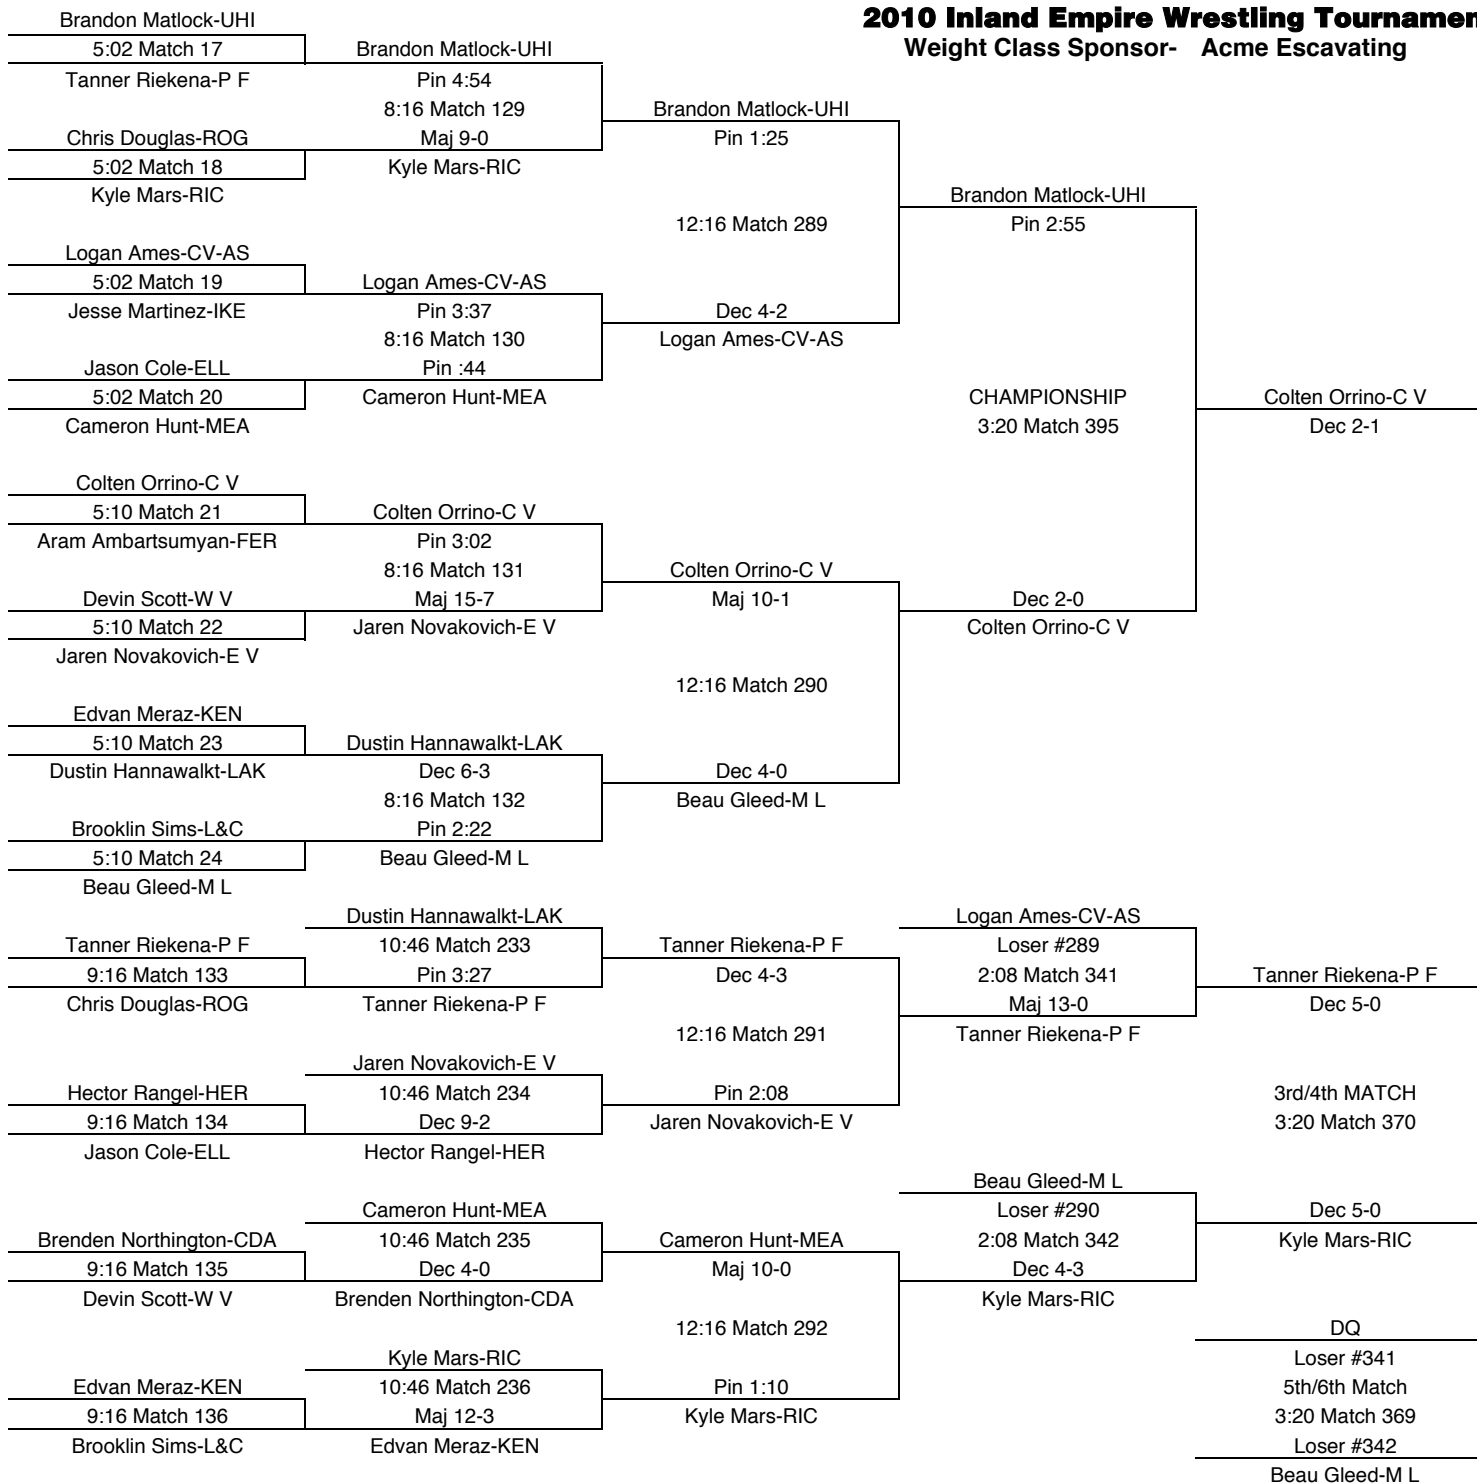 2010 Inland Empire Wrestling Tournamen
Weight Class Sponsor- Acme Escavating
Brandon Matlock-UHI
5:02 Match 17
Tanner Riekena-P F
Chris Douglas-ROG
5:02 Match 18
Kyle Mars-RIC
Logan Ames-CV-AS
5:02 Match 19
Jesse Martinez-IKE
Jason Cole-ELL
5:02 Match 20
Cameron Hunt-MEA
Colten Orrino-C V
5:10 Match 21
Aram Ambartsumyan-FER
Devin Scott-W V
5:10 Match 22
Jaren Novakovich-E V
Edvan Meraz-KEN
5:10 Match 23
Dustin Hannawalkt-LAK
Brooklin Sims-L&C
5:10 Match 24
Beau Gleed-M L
Brandon Matlock-UHI
Pin 4:54
8:16 Match 129
Maj 9-0
Kyle Mars-RIC
Logan Ames-CV-AS
Pin 3:37
8:16 Match 130
Pin :44
Cameron Hunt-MEA
Colten Orrino-C V
Pin 3:02
8:16 Match 131
Maj 15-7
Jaren Novakovich-E V
Dustin Hannawalkt-LAK
Dec 6-3
8:16 Match 132
Pin 2:22
Beau Gleed-M L
Brandon Matlock-UHI
Pin 1:25
12:16 Match 289
Dec 4-2
Logan Ames-CV-AS
Colten Orrino-C V
Maj 10-1
12:16 Match 290
Dec 4-0
Beau Gleed-M L
Brandon Matlock-UHI
Pin 2:55
CHAMPIONSHIP
3:20 Match 395
Dec 2-0
Colten Orrino-C V
Colten Orrino-C V
Dec 2-1
Tanner Riekena-P F
9:16 Match 133
Chris Douglas-ROG
Hector Rangel-HER
9:16 Match 134
Jason Cole-ELL
Brenden Northington-CDA
9:16 Match 135
Devin Scott-W V
Edvan Meraz-KEN
9:16 Match 136
Brooklin Sims-L&C
Dustin Hannawalkt-LAK
10:46 Match 233
Pin 3:27
Tanner Riekena-P F
Jaren Novakovich-E V
10:46 Match 234
Dec 9-2
Hector Rangel-HER
Cameron Hunt-MEA
10:46 Match 235
Dec 4-0
Brenden Northington-CDA
Kyle Mars-RIC
10:46 Match 236
Maj 12-3
Edvan Meraz-KEN
Tanner Riekena-P F
Dec 4-3
12:16 Match 291
Pin 2:08
Jaren Novakovich-E V
Cameron Hunt-MEA
Maj 10-0
12:16 Match 292
Pin 1:10
Kyle Mars-RIC
Logan Ames-CV-AS
Loser #289
2:08 Match 341
Maj 13-0
Tanner Riekena-P F
Beau Gleed-M L
Loser #290
2:08 Match 342
Dec 4-3
Kyle Mars-RIC
Tanner Riekena-P F
Dec 5-0
3rd/4th MATCH
3:20 Match 370
Dec 5-0
Kyle Mars-RIC
DQ
Loser #341
5th/6th Match
3:20 Match 369
Loser #342
Beau Gleed-M L